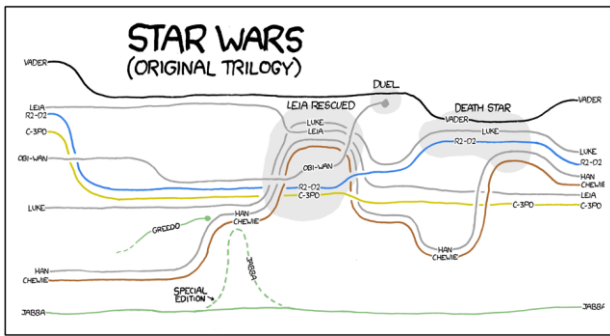 STAR WARS
(ORIGINAL TRILOGY)
VADER
DUEL
VADER
LEIA
R2-D2
C-3PO
LEIA RESCUED
LUKE
LEIA
DEATH STAR
VADER
LUKE
R2-D2
OBI-WAN
OBI-WAN
LUKE
R2-D2
HAN
CHEWIE
R2-D2
C-3PO
LEIA
C-3PO
C-3PO
LUKE
GREEDO
HAN
CHEWIE
HAN
CHEWIE
HAN
CHEWIE
JABBA
SPECIAL
EDITION
JABBA
JABBA